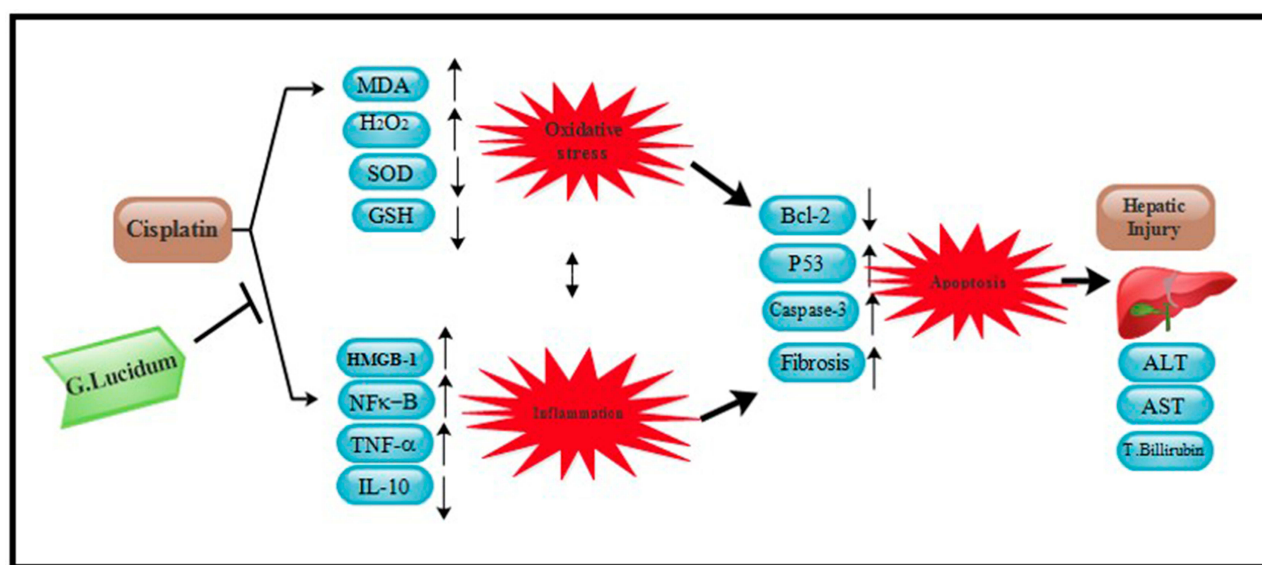 MDA
H2O2
SOD
GSH
Oxidative
stress
Cisplatin
G.Lucidum
HMGB-1
NFκ–B
TNF-α
IL-10
Inflammation
Bcl-2
P53
Caspase-3
Fibrosis
Apoptosis
Hepatic
Injury
ALT
AST
T.Billirubin